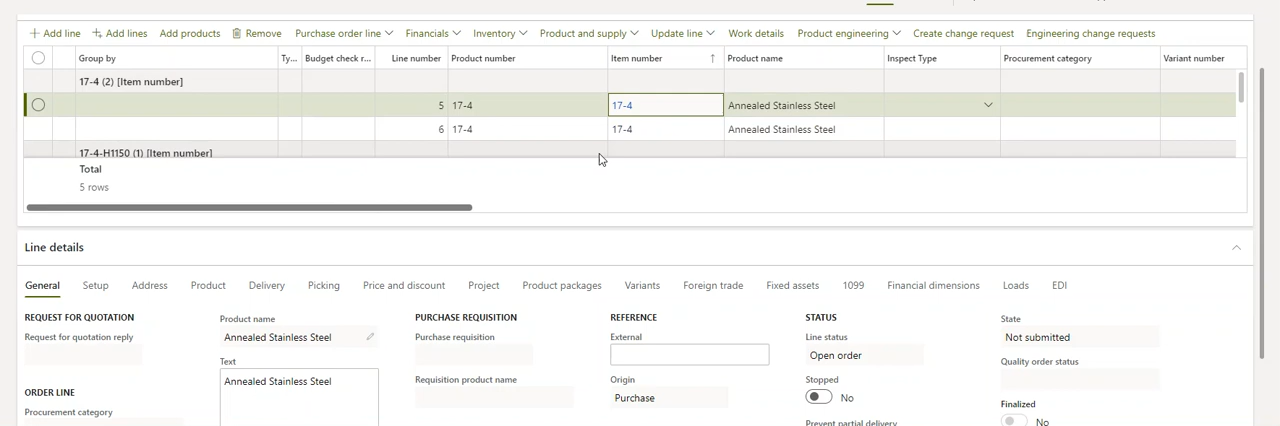 Add line Add lines Add products Remove Purchase order line Financials Inventory Product and supply Update line Work details Product engineering Create change request Engineering change requests
Group by Ty... Budget check r... Line number Product number Item number Product name Inspect Type Procurement category Variant number
17-4 (2) [Item number]
5 17-4 17-4 Annealed Stainless Steel
6 17-4 17-4 Annealed Stainless Steel
17-4-H1150 (1) [Item number]
Total
5 rows
Line details
General Setup Address Product Delivery Picking Price and discount Project Product packages Variants Foreign trade Fixed assets 1099 Financial dimensions Loads EDI
REQUEST FOR QUOTATION
Request for quotation reply
ORDER LINE
Procurement category
Product name
Annealed Stainless Steel
Text
Annealed Stainless Steel
PURCHASE REQUISITION
Purchase requisition
Requisition product name
REFERENCE
External
Origin
Purchase
STATUS
Line status
Open order
Stopped
No
Prevent partial delivery
State
Not submitted
Quality order status
Finalized
No